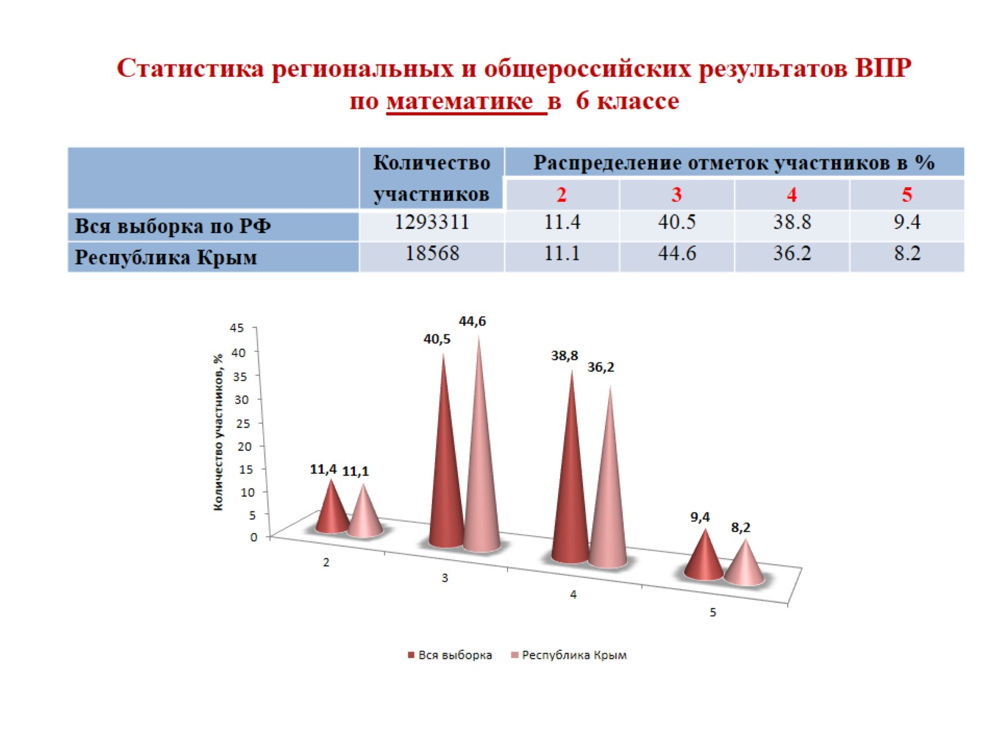 Статистика региональных и общероссийских результатов ВПР
по математике в 6 классе
Количество участников
Распределение отметок участников в %
2 3 4 5
Вся выборка по РФ 1293311 11.4 40.5 38.8 9.4
Республика Крым 18568 11.1 44.6 36.2 8.2
Количество участников, %
45
40
35
30
25
20
15
10
5
0
11,4 11,1
40,5 44,6
38,8 36,2
9,4 8,2
2
3
4
5
Вся выборка Республика Крым